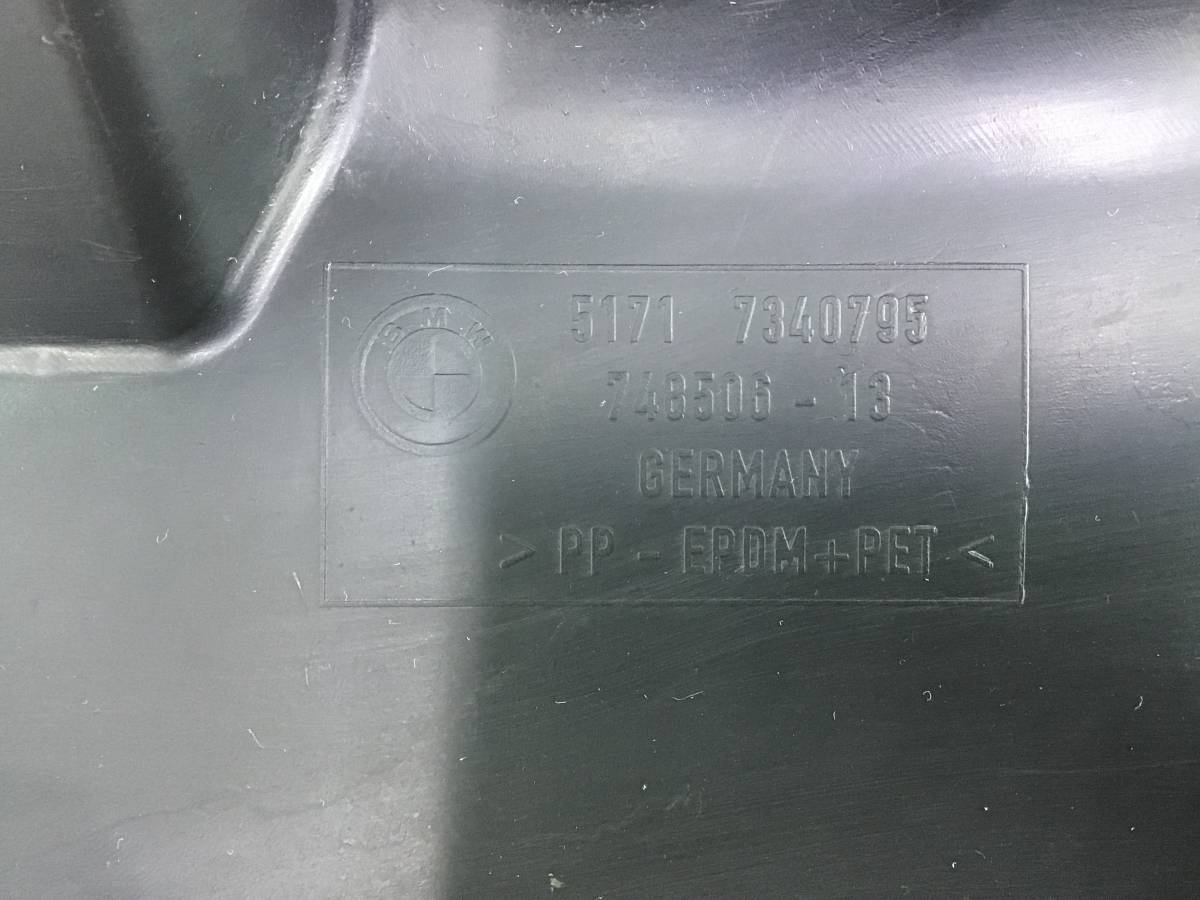 BMW
5171 7340795
748506 - 13
GERMANY
> PP - EPDM+PET <